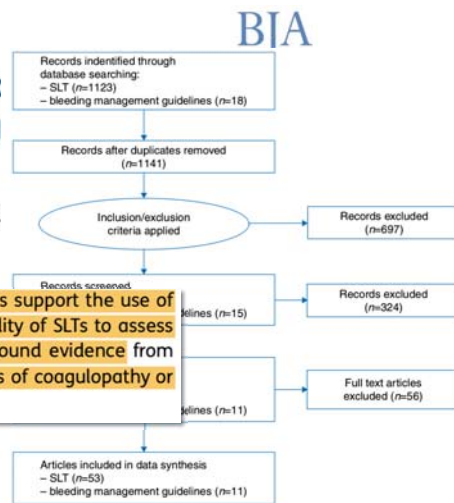 BJA
Records indentified through
database searching:
– SLT (n=1123)
– bleeding management guidelines (n=18)
Records after duplicates removed
(n=1141)
Inclusion/exclusion
criteria applied
Records excluded
(n=697)
Records screened
s support the use of
delines (n=15)
lity of SLTs to assess
ound evidence from
s of coagulopathy or
Records excluded
(n=324)
delines (n=11)
Full text articles
excluded (n=56)
Articles included in data synthesis
– SLT (n=53)
– bleeding management guidelines (n=11)